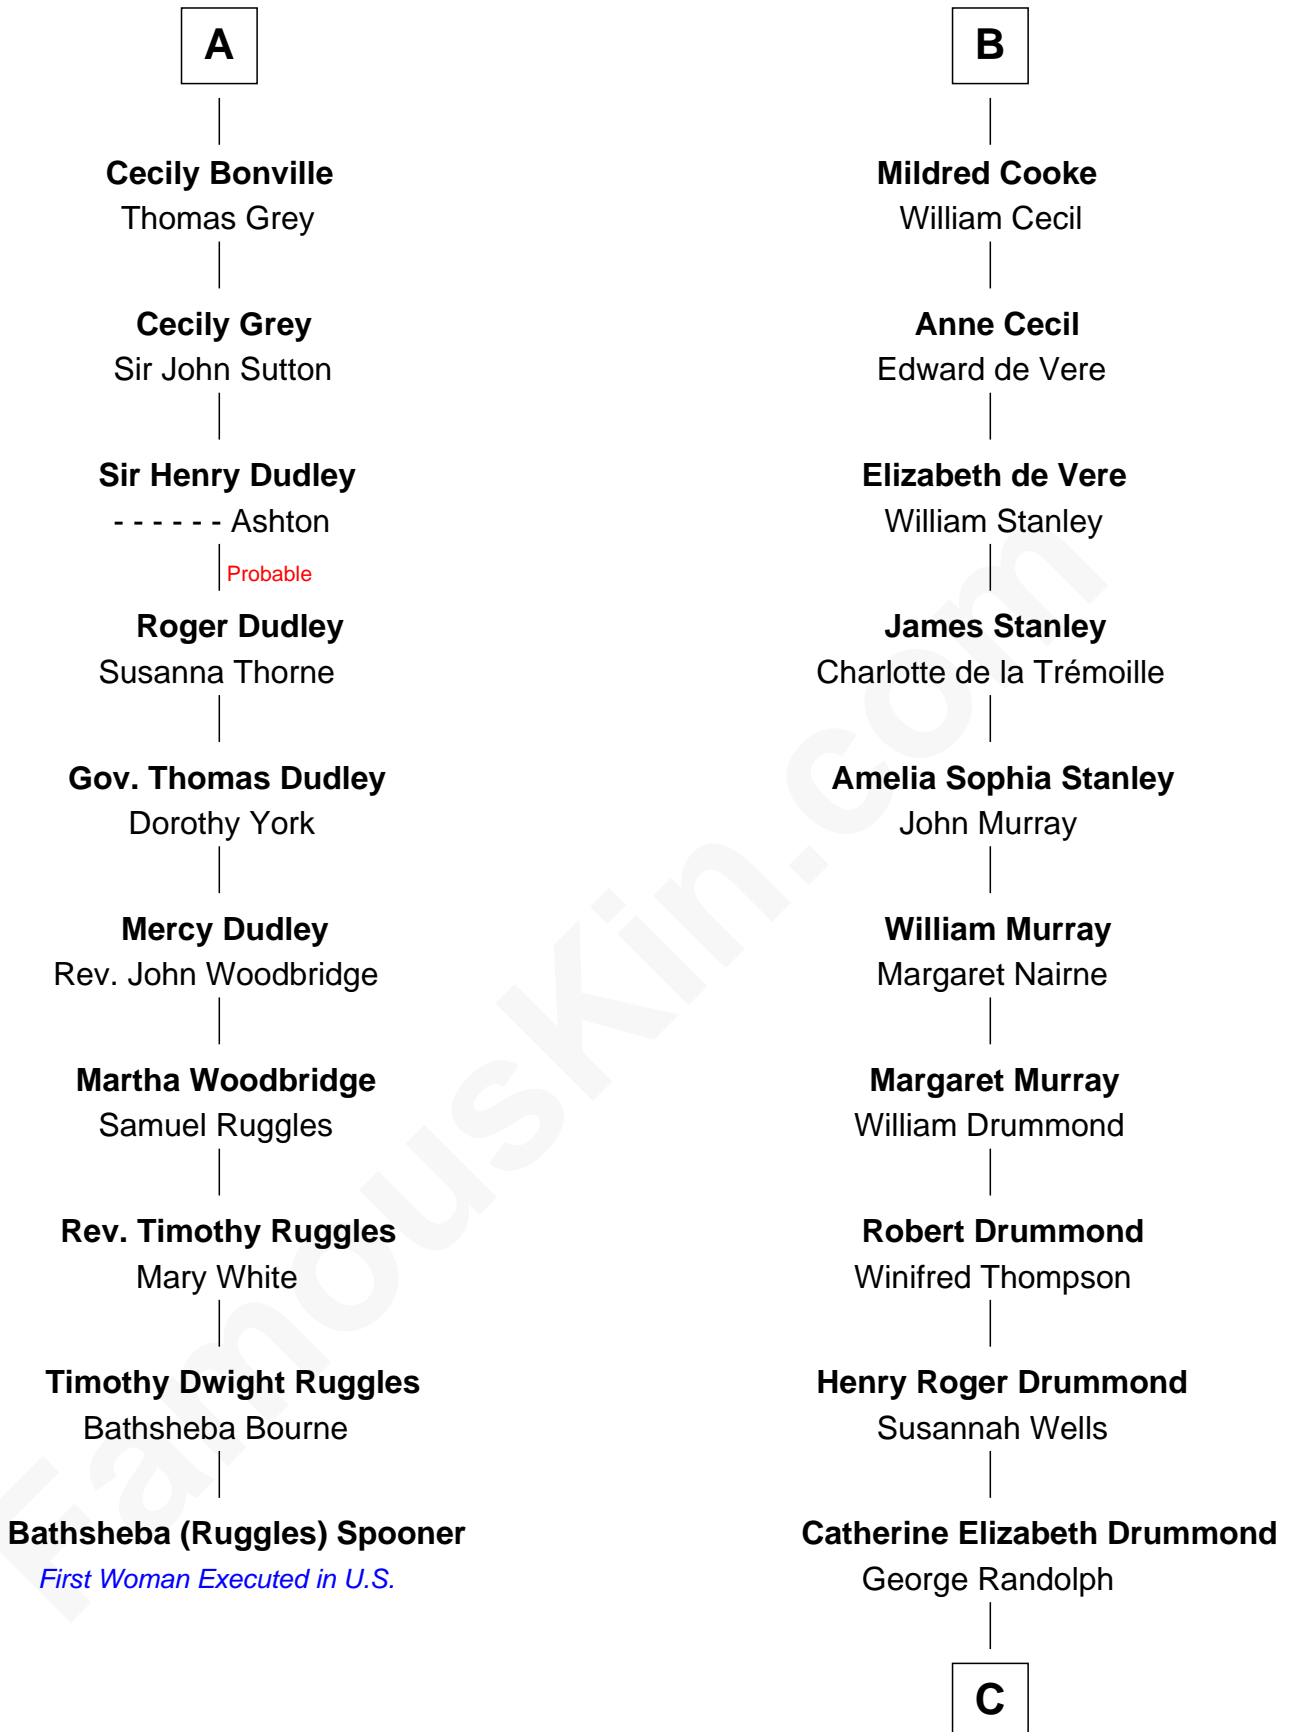 A
Cecily Bonville
Thomas Grey
Cecily Grey
Sir John Sutton
Sir Henry Dudley
- - - - - - Ashton
Probable
Roger Dudley
Susanna Thorne
Gov. Thomas Dudley
Dorothy York
Mercy Dudley
Rev. John Woodbridge
Martha Woodbridge
Samuel Ruggles
Rev. Timothy Ruggles
Mary White
Timothy Dwight Ruggles
Bathsheba Bourne
Bathsheba (Ruggles) Spooner
First Woman Executed in U.S.
B
Mildred Cooke
William Cecil
Anne Cecil
Edward de Vere
Elizabeth de Vere
William Stanley
James Stanley
Charlotte de la Trémoille
Amelia Sophia Stanley
John Murray
William Murray
Margaret Nairne
Margaret Murray
William Drummond
Robert Drummond
Winifred Thompson
Henry Roger Drummond
Susannah Wells
Catherine Elizabeth Drummond
George Randolph
C
FamousKin.com